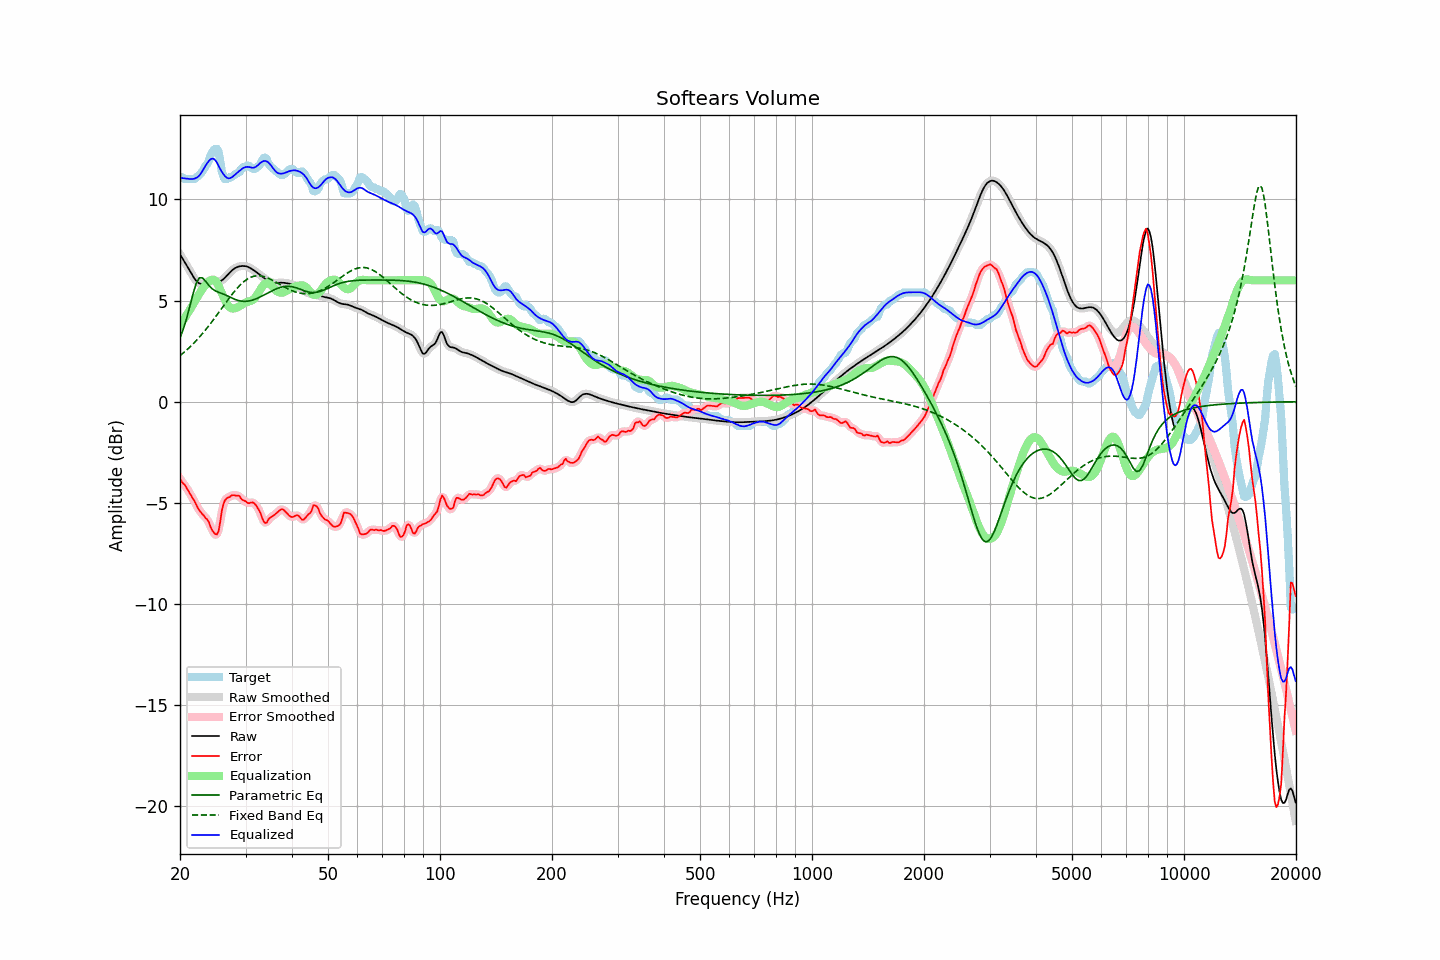 Softears Volume
Amplitude (dBr)
10
5
0
−5
−10
−15
−20
Target
Raw Smoothed
Error Smoothed
Raw
Error
Equalization
Parametric Eq
Fixed Band Eq
Equalized
20 50 100 200 500 1000 2000 5000 10000 20000
Frequency (Hz)